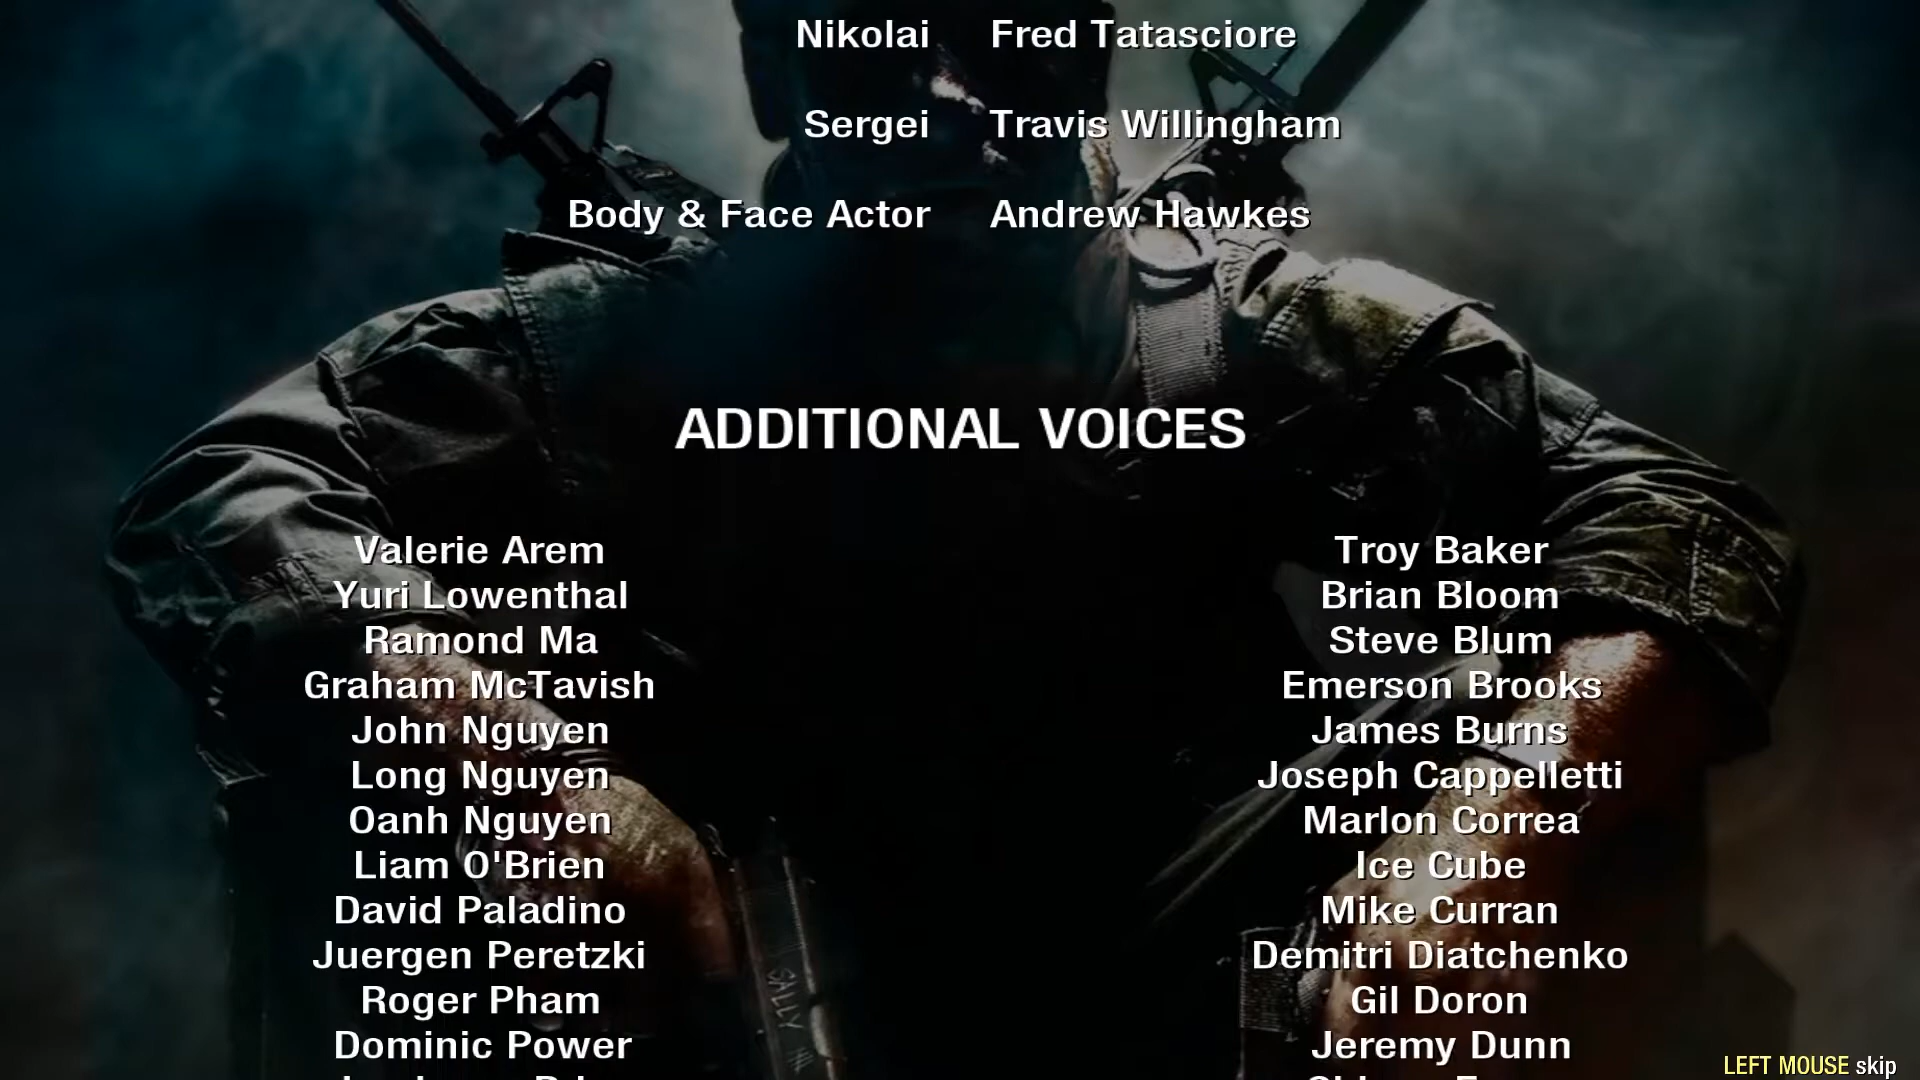 Nikolai Fred Tatasciore
Sergei Travis Willingham
Body & Face Actor Andrew Hawkes
ADDITIONAL VOICES
Valerie Arem Troy Baker
Yuri Lowenthal Brian Bloom
Ramond Ma Steve Blum
Graham McTavish Emerson Brooks
John Nguyen James Burns
Long Nguyen Joseph Cappelletti
Oanh Nguyen Marlon Correa
Liam O'Brien Ice Cube
David Paladino Mike Curran
Juergen Peretzki Demitri Diatchenko
Roger Pham Gil Doron
Dominic Power Jeremy Dunn
SALLY
LEFT MOUSE skip